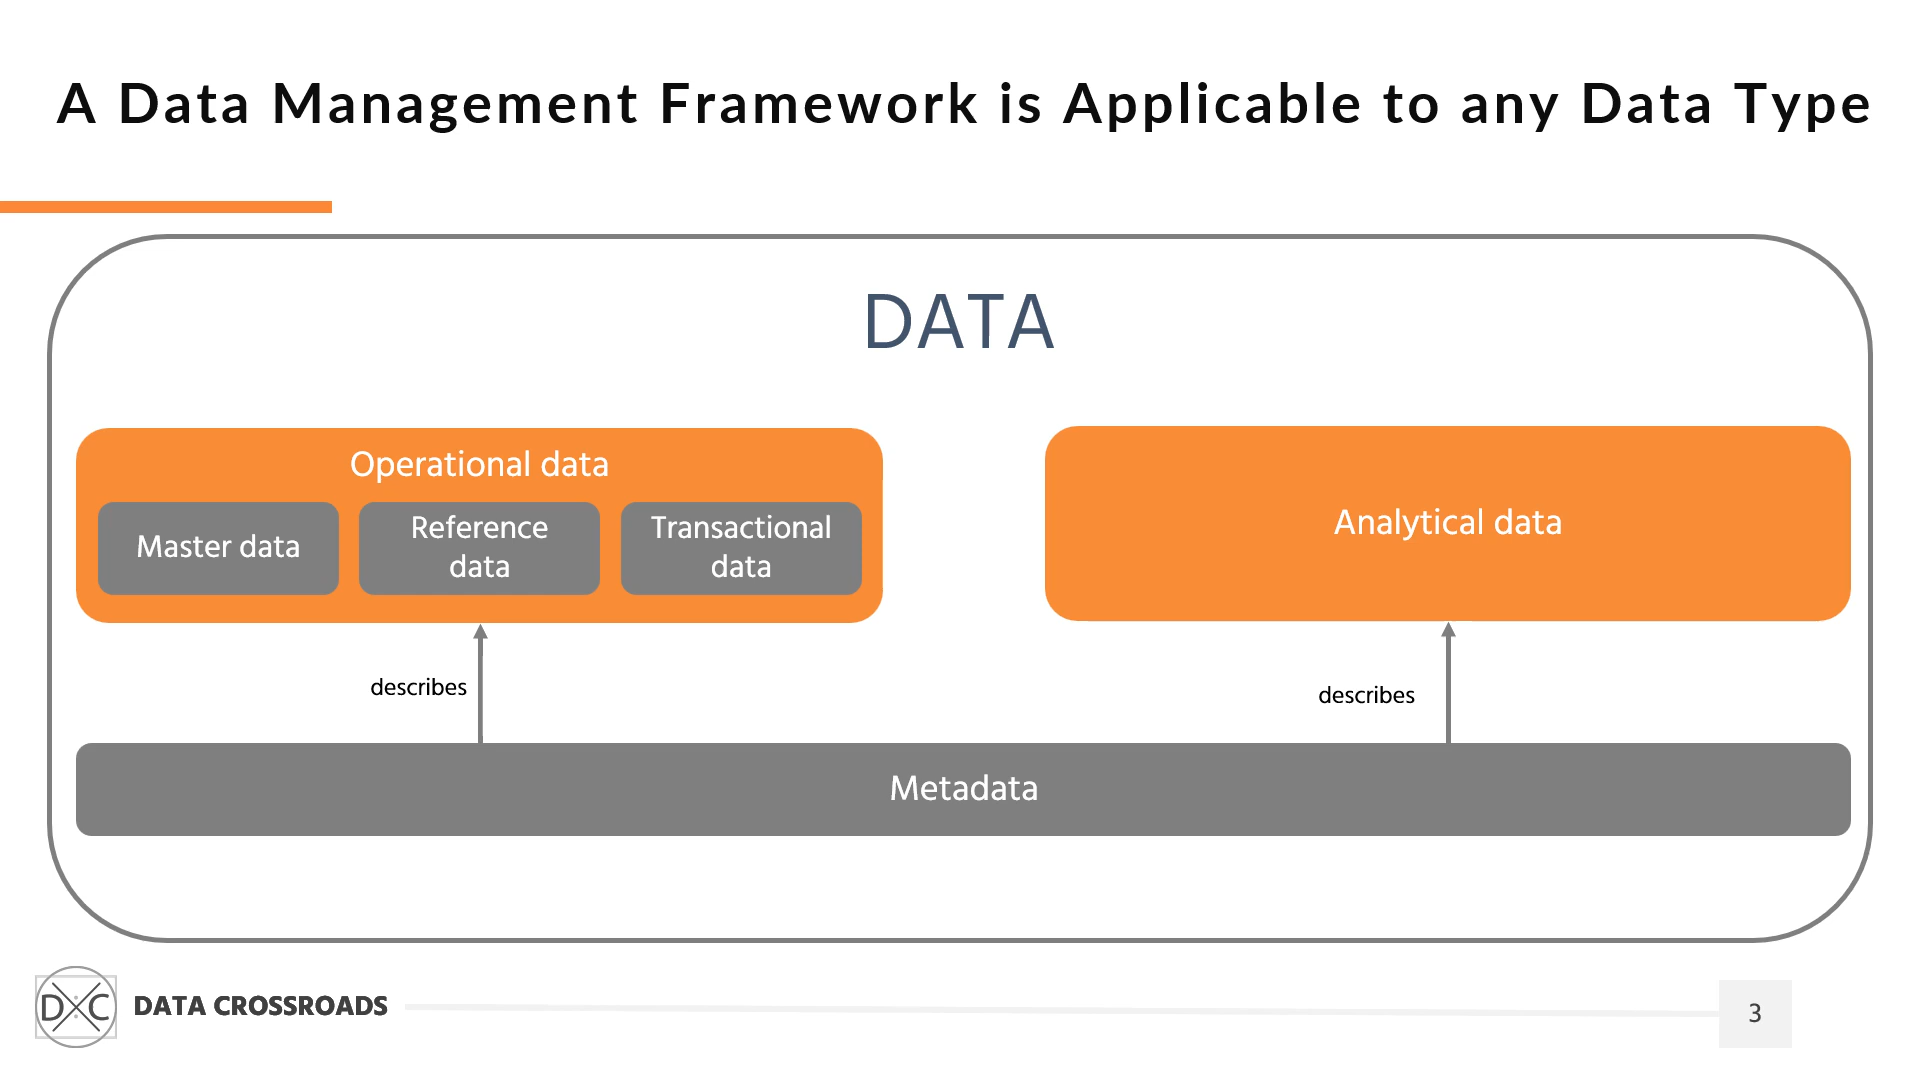 A Data Management Framework is Applicable to any Data Type
DATA
Operational data
Master data
Reference
data
Transactional
data
Analytical data
describes
describes
Metadata
DXC
DATA CROSSROADS
3